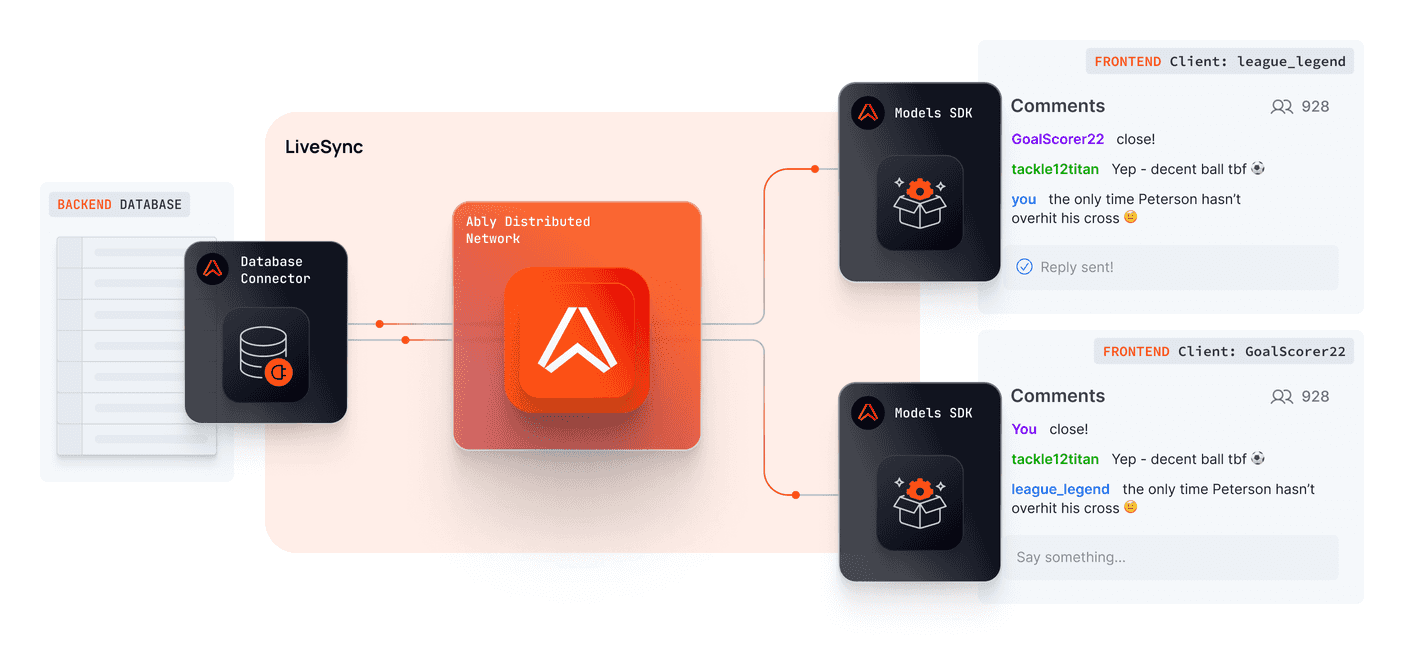 LiveSync
BACKEND DATABASE
Database
Connector
Ably Distributed
Network
Models SDK
FRONTEND Client: league_legend
Comments
928
GoalScorer22 close!
tackle12titan Yep - decent ball tbf ⚽
you the only time Peterson hasn’t
overhit his cross 🤨
Reply sent!
Models SDK
FRONTEND Client: GoalScorer22
Comments
928
You close!
tackle12titan Yep - decent ball tbf ⚽
league_legend the only time Peterson hasn’t
overhit his cross 🤨
Say something...